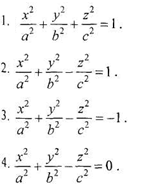 1. x²/a² + y²/b² + z²/c² = 1.
2. x²/a² + y²/b² − z²/c² = 1.
3. x²/a² + y²/b² − z²/c² = −1.
4. x²/a² + y²/b² − z²/c² = 0.